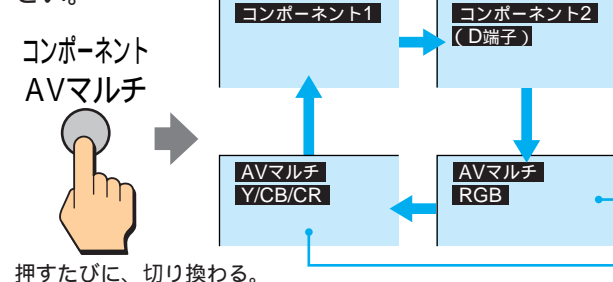 さい。
コンポーネント
AVマルチ
コンポーネント1
コンポーネント2
(D端子)
AVマルチ
Y/CB/CR
AVマルチ
RGB
押すたびに、切り換わる。